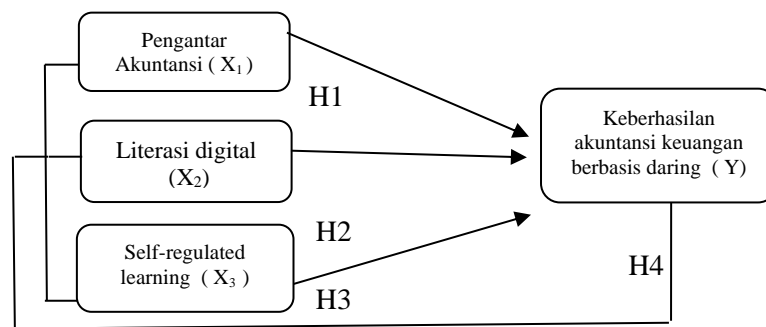 Pengantar
Akuntansi ( X₁ )
H1
Literasi digital
(X₂)
Keberhasilan
akuntansi keuangan
berbasis daring ( Y)
H2
Self-regulated
learning ( X₃ )
H3
H4